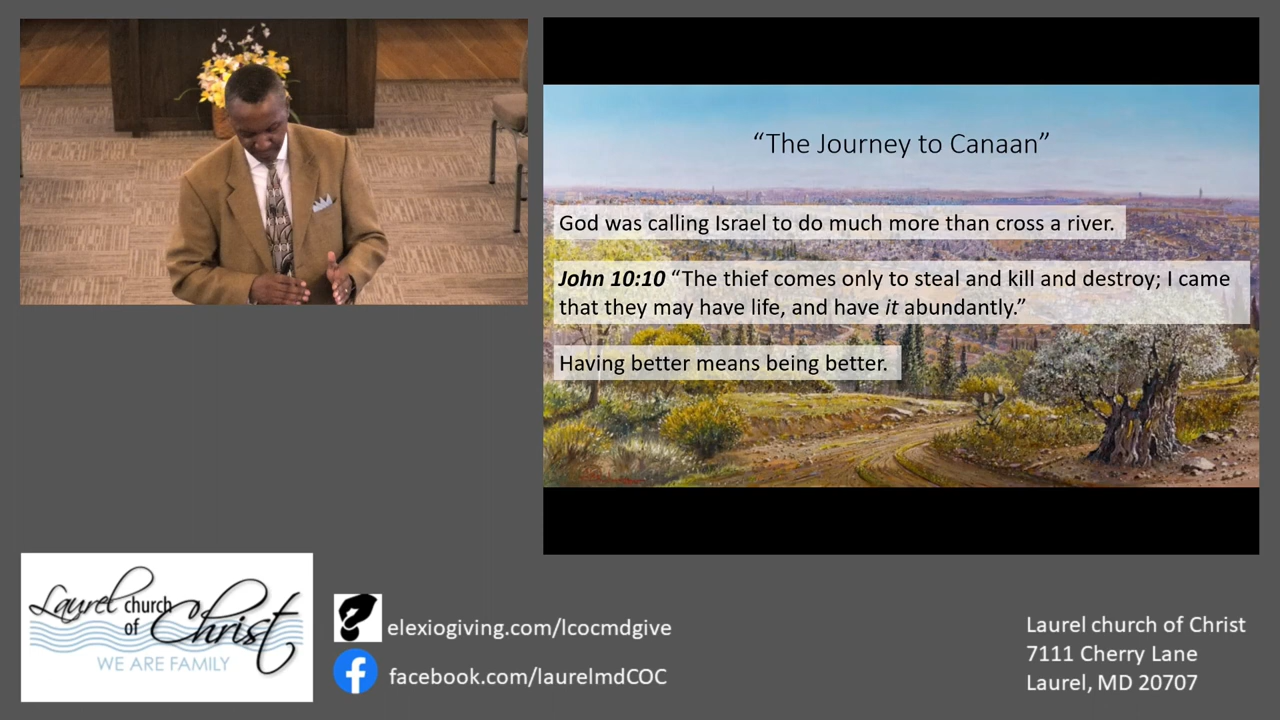 “The Journey to Canaan”
God was calling Israel to do much more than cross a river.
John 10:10 “The thief comes only to steal and kill and destroy; I came
that they may have life, and have it abundantly.”
Having better means being better.
Laurel church of Christ
WE ARE FAMILY
elexiogiving.com/lcocmdgive
facebook.com/laurelmdCOC
Laurel church of Christ
7111 Cherry Lane
Laurel, MD 20707